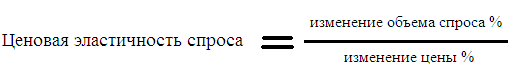 Ценовая эластичность спроса = изменение объема спроса %
изменение цены %